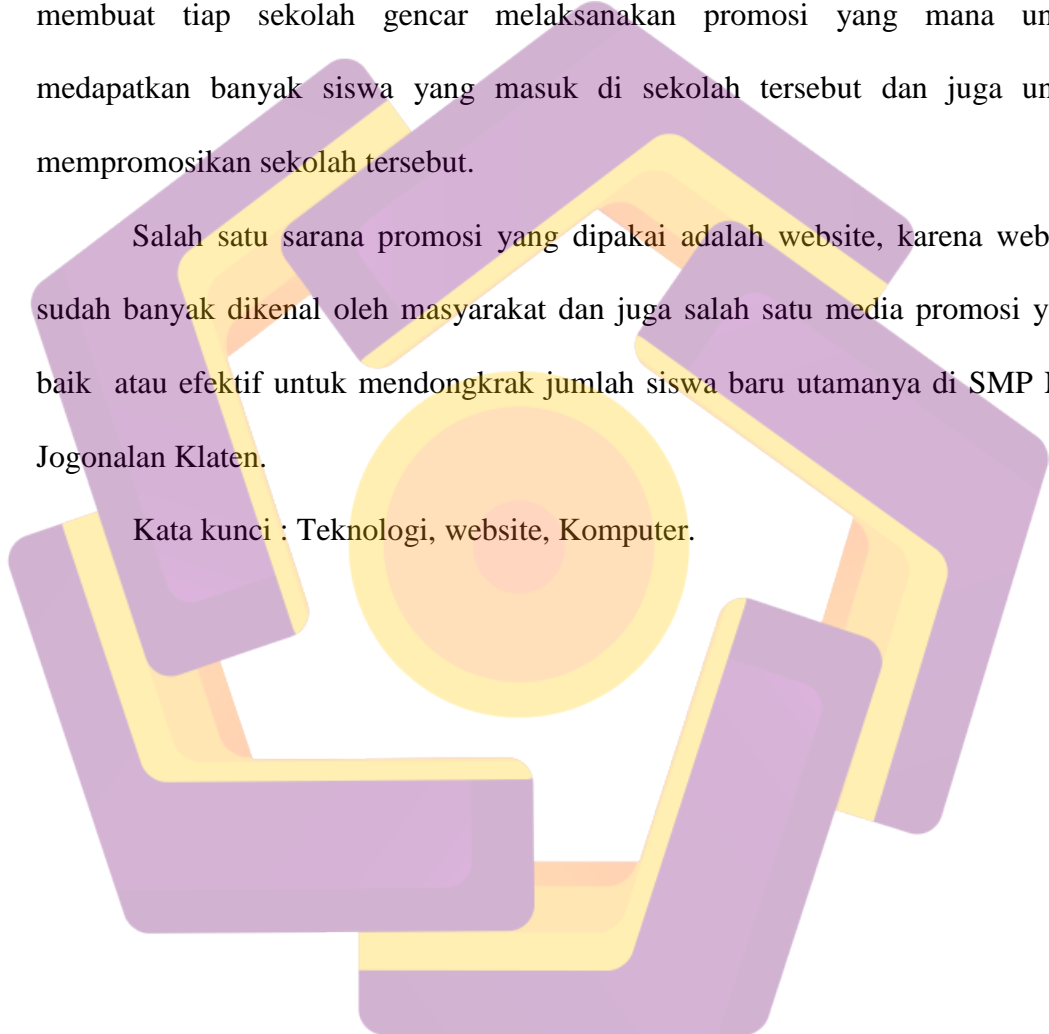 membuat tiap sekolah gencar melaksanakan promosi yang mana
medapatkan banyak siswa yang masuk di sekolah tersebut dan juga
mempromosikan sekolah tersebut.
Salah satu sarana promosi yang dipakai adalah website, karena
sudah banyak dikenal oleh masyarakat dan juga salah satu media promosi
baik atau efektif untuk mendongkrak jumlah siswa baru utamanya di SMP
Jogonalan Klaten.
Kata kunci : Teknologi, website, Komputer.